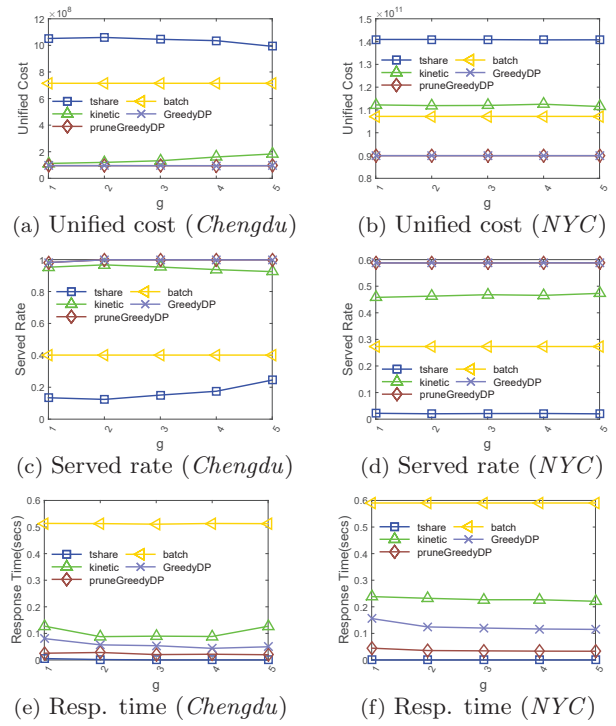 × 10^8
12
10
8
6
4
2
0
Unified Cost
tshare
batch
kinetic
GreedyDP
pruneGreedyDP
1
2
3
4
5
g
(a) Unified cost (Chengdu)
× 10^11
1.5
1.4
1.3
1.2
1.1
1
0.9
0.8
Unified Cost
tshare
batch
kinetic
GreedyDP
pruneGreedyDP
1
2
3
4
5
g
(b) Unified cost (NYC)
1
0.8
0.6
0.4
0.2
0
Served Rate
tshare
batch
kinetic
GreedyDP
pruneGreedyDP
1
2
3
4
5
g
(c) Served rate (Chengdu)
0.6
0.5
0.4
0.3
0.2
0.1
0
Served Rate
tshare
batch
kinetic
GreedyDP
pruneGreedyDP
1
2
3
4
5
g
(d) Served rate (NYC)
0.6
0.5
0.4
0.3
0.2
0.1
0
Response Time(secs)
tshare
batch
kinetic
GreedyDP
pruneGreedyDP
1
2
3
4
5
g
(e) Resp. time (Chengdu)
0.6
0.5
0.4
0.3
0.2
0.1
0
Response Time(secs)
tshare
batch
kinetic
GreedyDP
pruneGreedyDP
1
2
3
4
5
g
(f) Resp. time (NYC)